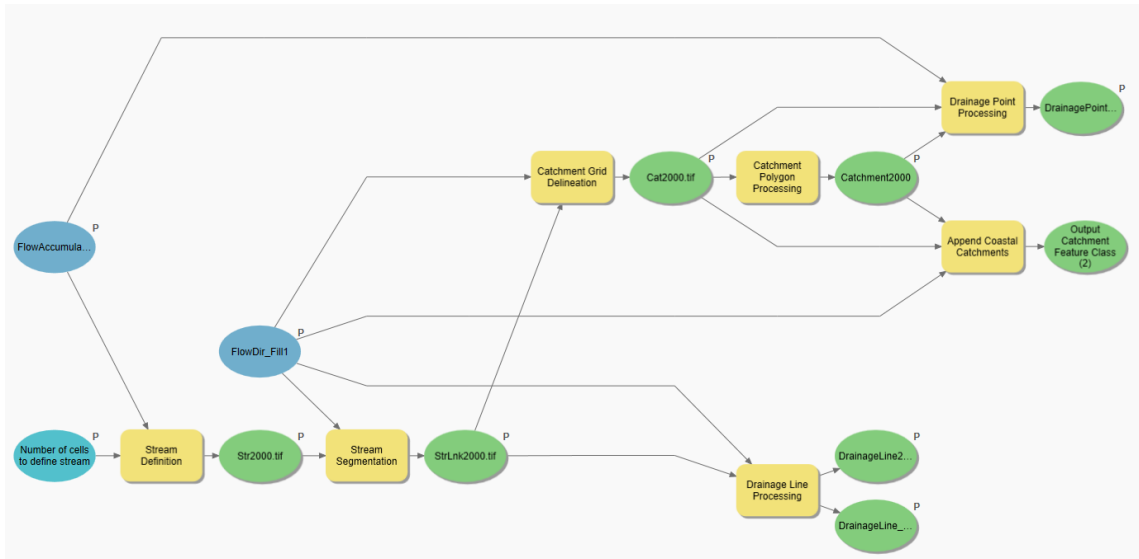 P
Drainage Point
Processing
DrainagePoint...
P
Catchment Grid
Delineation
P
Cat2000.tif
Catchment
Polygon
Processing
P
Catchment2000
P
FlowAccumula...
Append Coastal
Catchments
Output
Catchment
Feature Class
(2)
P
FlowDir_Fill1
P
Number of cells
to define stream
Stream
Definition
P
Str2000.tif
Stream
Segmentation
P
StrLnk2000.tif
P
DrainageLine2...
Drainage Line
Processing
P
DrainageLine_...